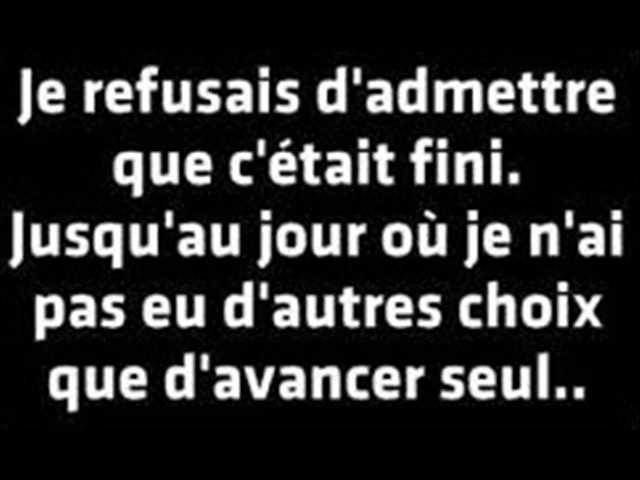 Je refusais d'admettre
que c'était fini.
Jusqu'au jour où je n'ai
pas eu d'autres choix
que d'avancer seul..